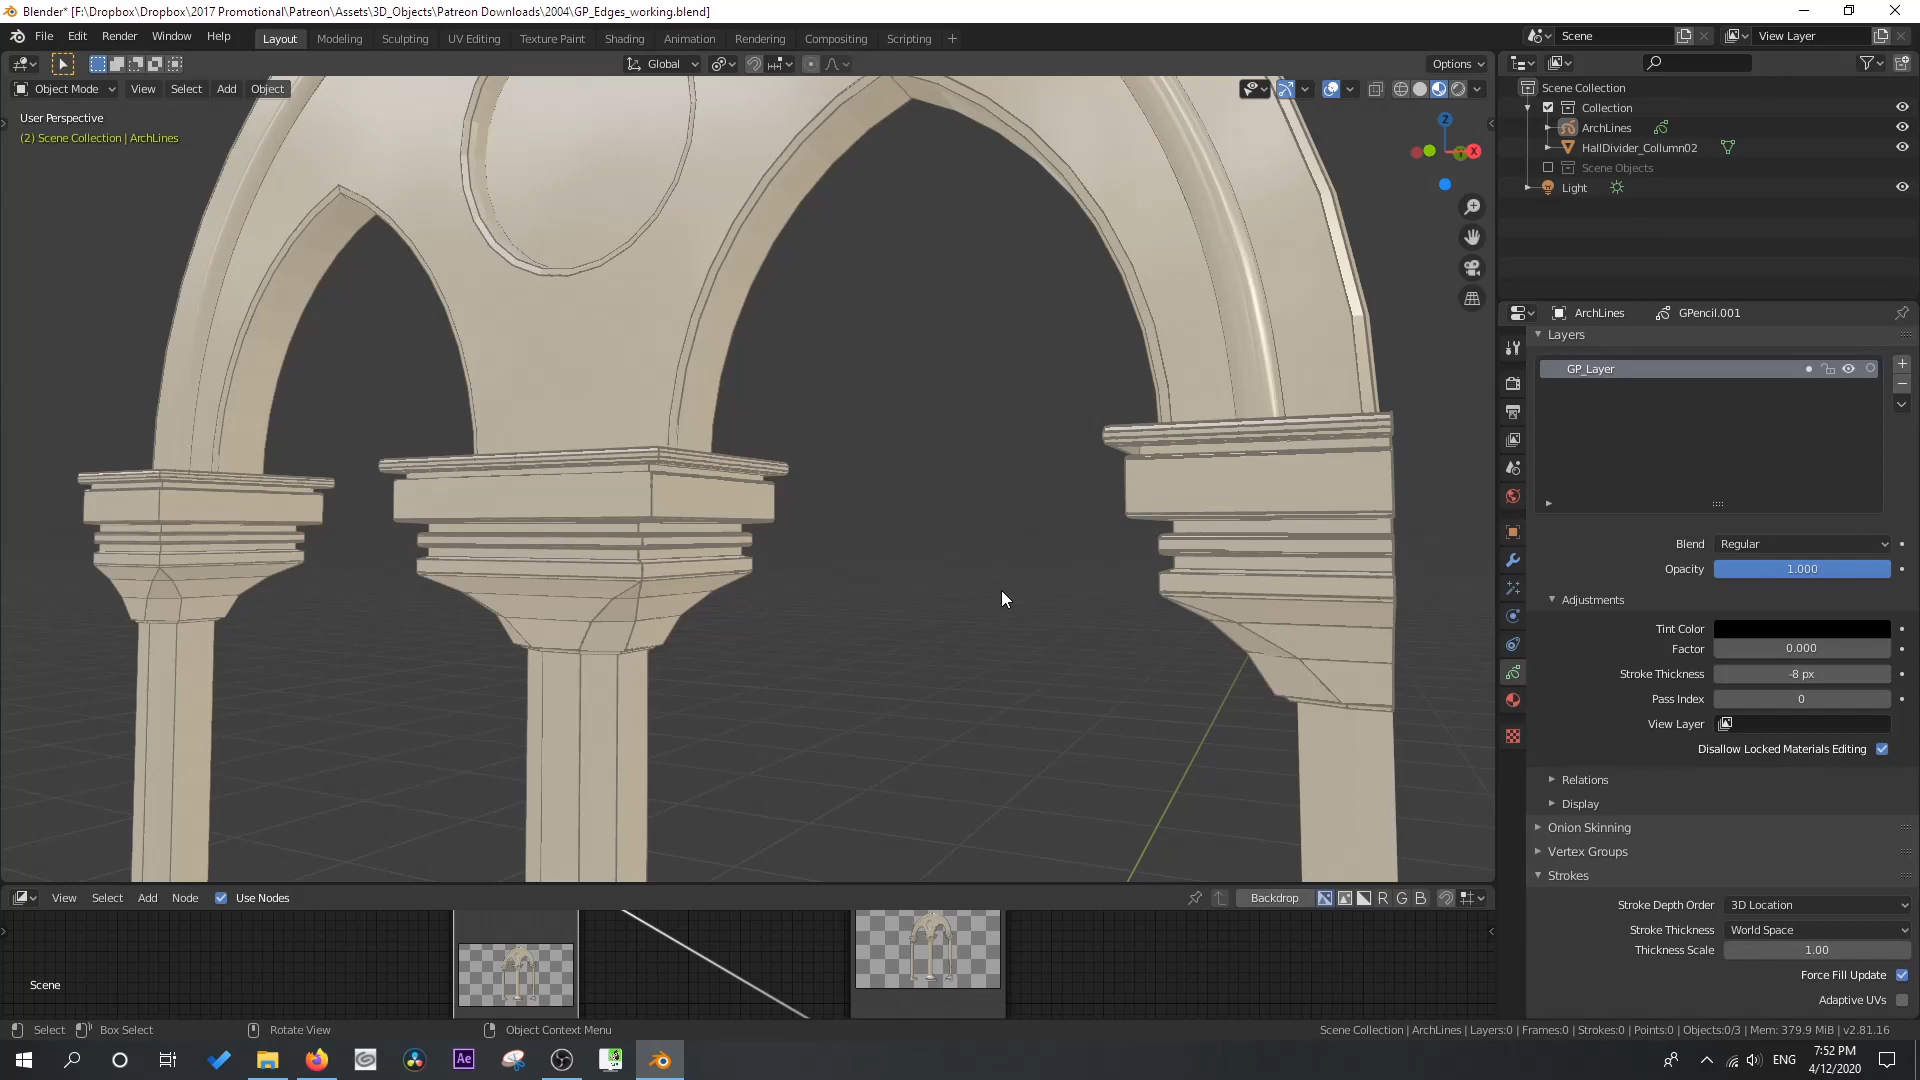 Blender* [F:\Dropbox\Dropbox\2017 Promotional\Patreon\Assets\3D_Objects\Patreon Downloads\2004\GP_Edges_working.blend]
File Edit Render Window Help
Layout Modeling Sculpting UV Editing Texture Paint Shading Animation Rendering Compositing Scripting +
Scene
View Layer
Global
Options
Object Mode View Select Add Object
User Perspective
(2) Scene Collection | ArchLines
Z
X
Y
Scene Collection
Collection
ArchLines
HallDivider_Collumn02
Scene Objects
Light
ArchLines GPencil.001
Layers
GP_Layer
Blend Regular
Opacity 1.000
Adjustments
Tint Color
Factor 0.000
Stroke Thickness -8 px
Pass Index 0
View Layer
Disallow Locked Materials Editing
Relations
Display
Onion Skinning
Vertex Groups
Strokes
Stroke Depth Order 3D Location
Stroke Thickness World Space
Thickness Scale 1.00
Force Fill Update
Adaptive UVs
View Select Add Node Use Nodes
Backdrop R G B
Scene
Select Box Select Rotate View Object Context Menu
Scene Collection | ArchLines | Layers:0 | Frames:0 | Strokes:0 | Points:0 | Objects:0/3 | Mem: 379.9 MiB | v2.81.16
Ae
ENG
7:52 PM
4/12/2020